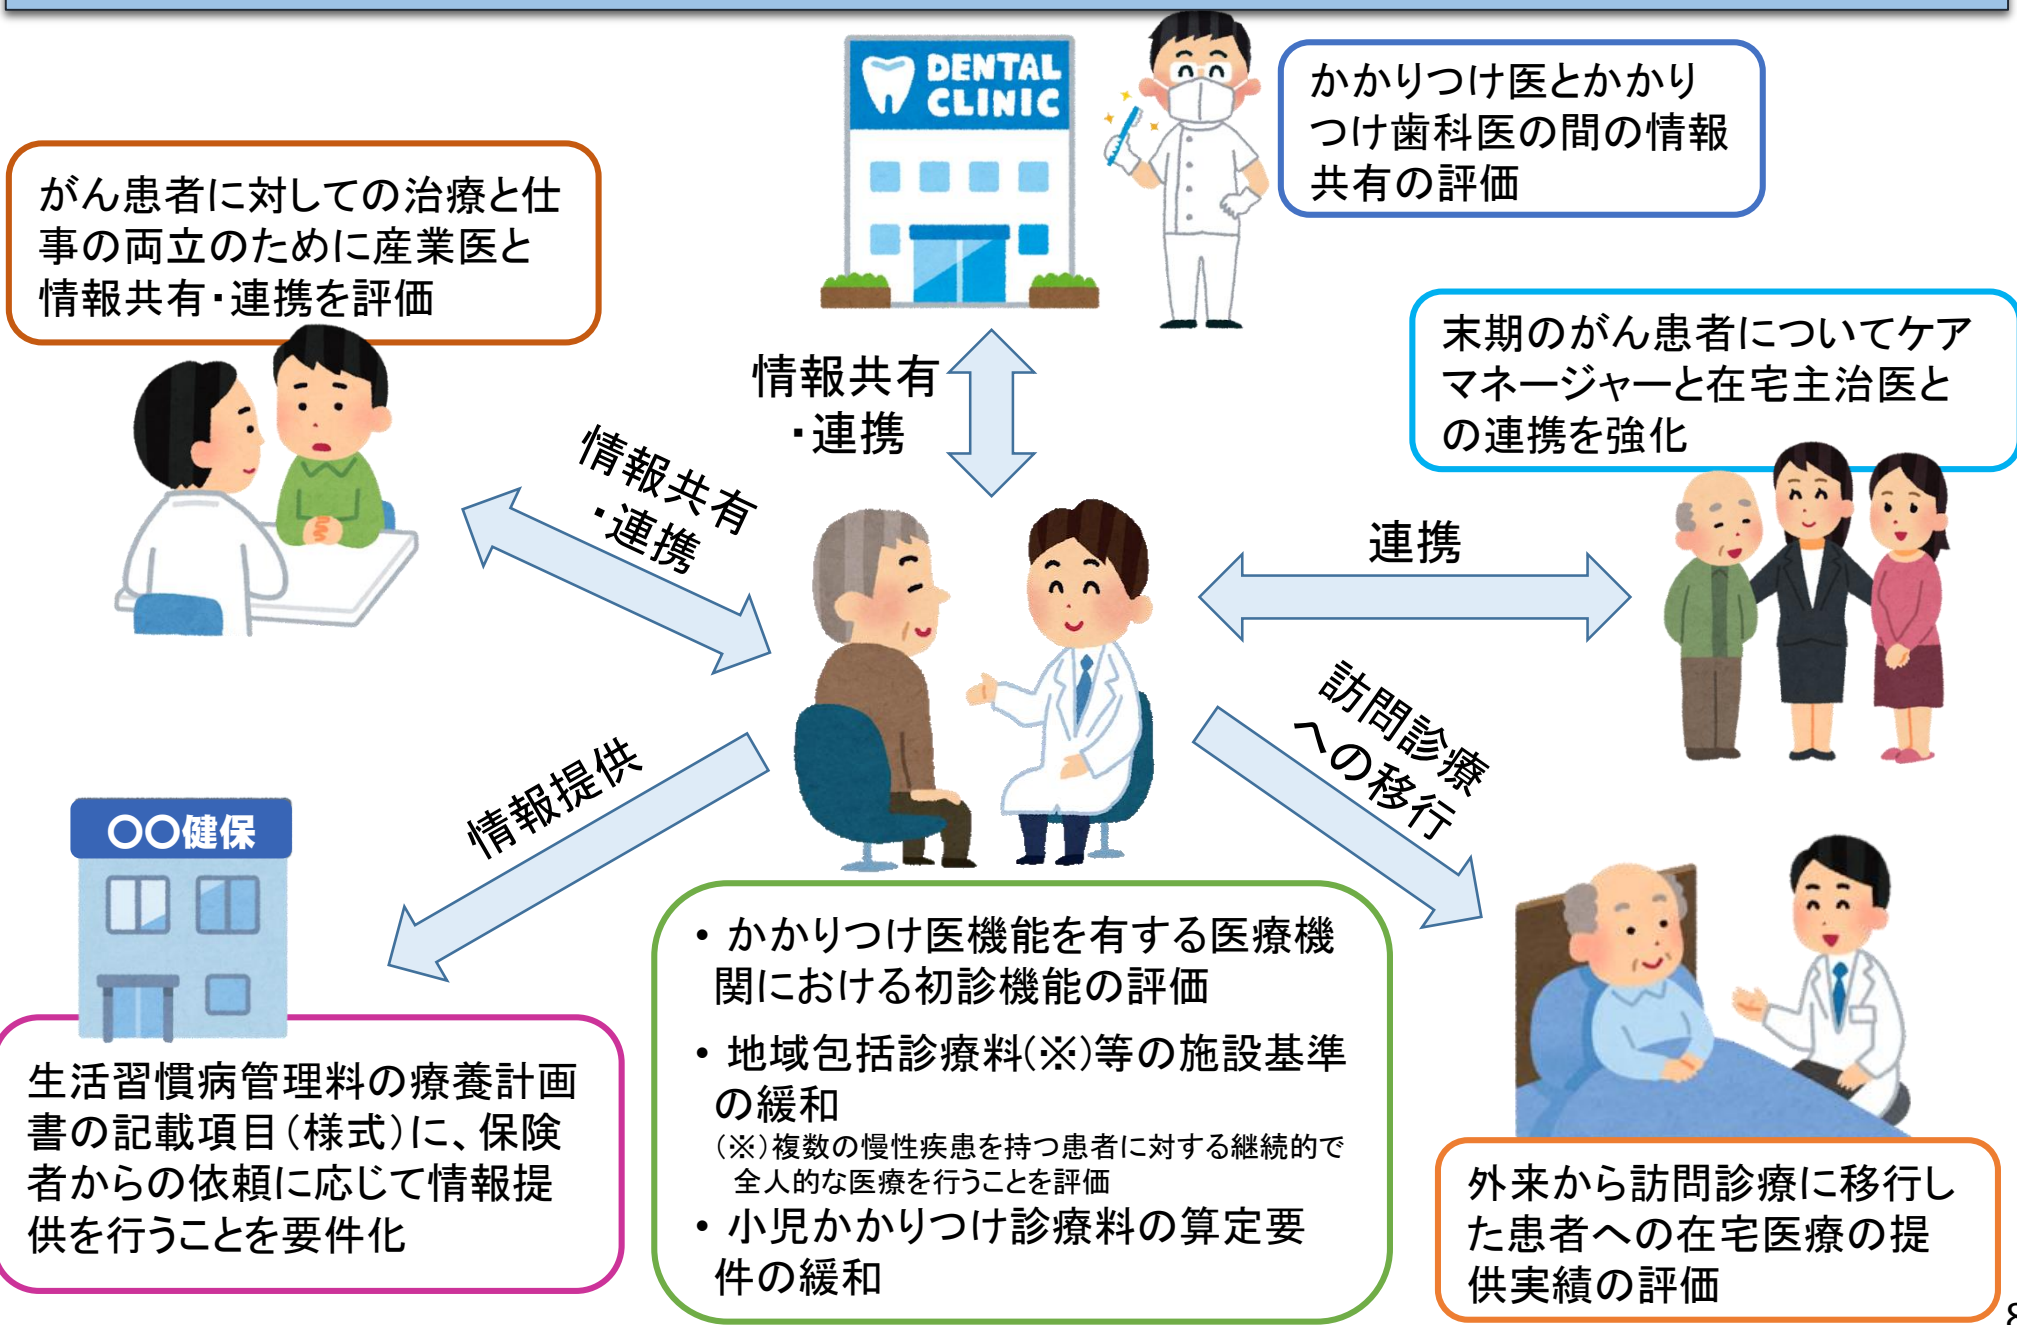 DENTAL
CLINIC
かかりつけ医とかかり
つけ歯科医の間の情報
共有の評価
がん患者に対しての治療と仕
事の両立のために産業医と
情報共有・連携を評価
末期のがん患者についてケア
マネージャーと在宅主治医と
の連携を強化
情報共有
・連携
情報共有
・連携
連携
訪問診療
への移行
情報提供
〇〇健保
生活習慣病管理料の療養計画
書の記載項目（様式）に、保険
者からの依頼に応じて情報提
供を行うことを要件化
• かかりつけ医機能を有する医療機
関における初診機能の評価
• 地域包括診療料(※)等の施設基準
の緩和
（※）複数の慢性疾患を持つ患者に対する継続的で
全人的な医療を行うことを評価
• 小児かかりつけ診療料の算定要
件の緩和
外来から訪問診療に移行し
た患者への在宅医療の提
供実績の評価